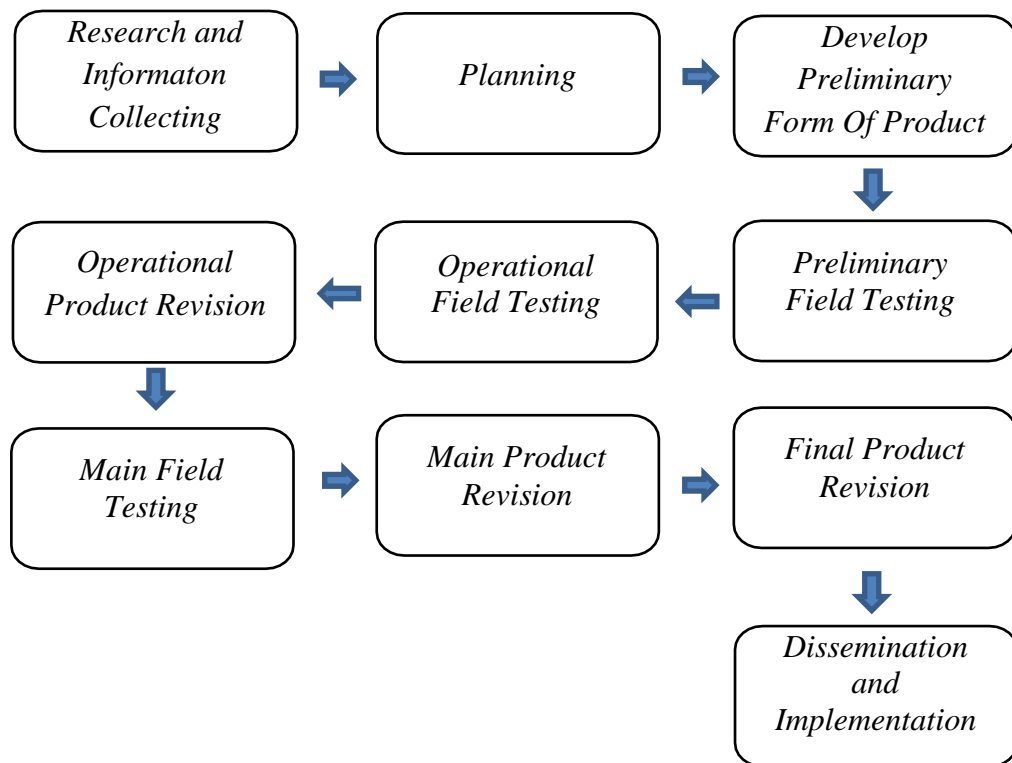 Research and
Informaton
Collecting
Planning
Develop
Preliminary
Form Of Product
Preliminary
Field Testing
Operational
Field Testing
Operational
Product Revision
Main Field
Testing
Main Product
Revision
Final Product
Revision
Dissemination
and
Implementation